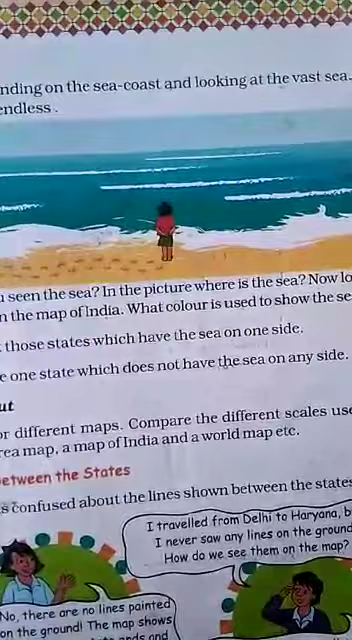 nding on the sea-coast and looking at the vast sea.
endless .
u seen the sea? In the picture where is the sea? Now lo
n the map of India. What colour is used to show the se
those states which have the sea on one side.
e one state which does not have the sea on any side.
ut
or different maps. Compare the different scales use
rea map, a map of India and a world map etc.
etween the States
s confused about the lines shown between the states
I travelled from Delhi to Haryana, b
I never saw any lines on the ground
How do we see them on the map?
No, there are no lines painted
on the ground! The map shows
ends and